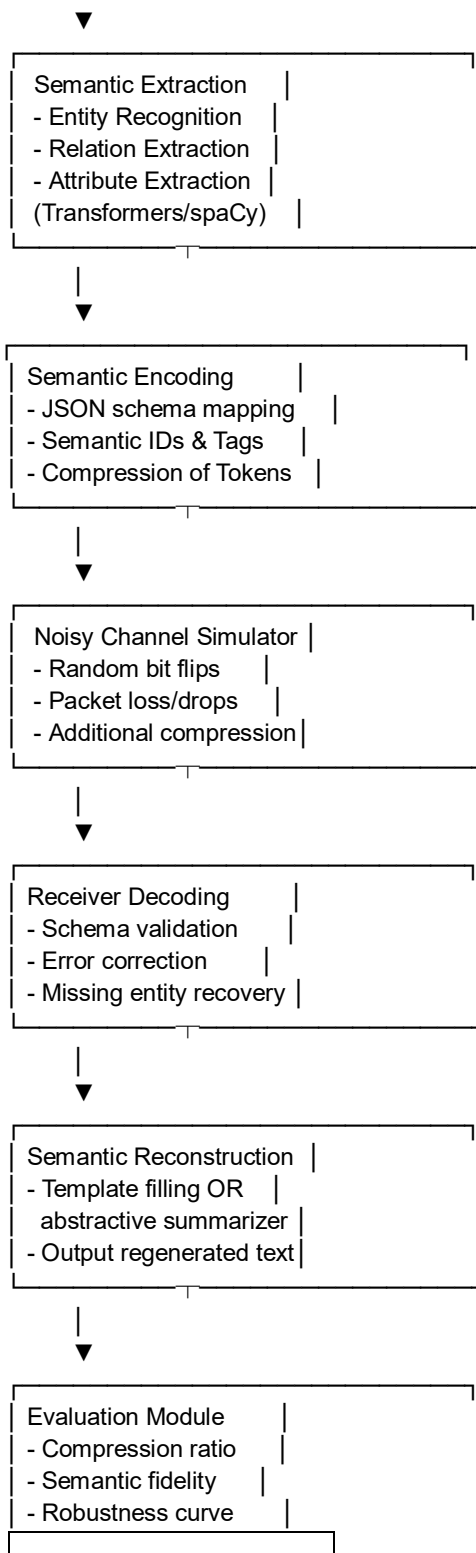 Semantic Extraction
- Entity Recognition
- Relation Extraction
- Attribute Extraction
(Transformers/spaCy)
Semantic Encoding
- JSON schema mapping
- Semantic IDs & Tags
- Compression of Tokens
Noisy Channel Simulator
- Random bit flips
- Packet loss/drops
- Additional compression
Receiver Decoding
- Schema validation
- Error correction
- Missing entity recovery
Semantic Reconstruction
- Template filling OR
abstractive summarizer
- Output regenerated text
Evaluation Module
- Compression ratio
- Semantic fidelity
- Robustness curve